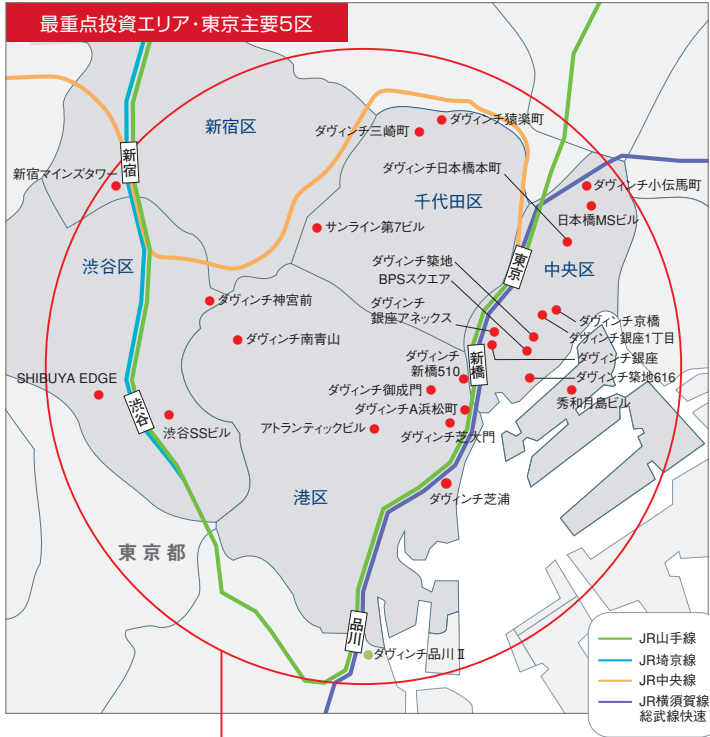 最重点投資エリア・東京主要5区
新宿区
ダヴィンチ三崎町
ダヴィンチ猿楽町
新宿
新宿マインズタワー
ダヴィンチ日本橋本町
ダヴィンチ小伝馬町
千代田区
日本橋MSビル
サンライン第7ビル
渋谷区
東京
中央区
ダヴィンチ築地
BPSスクエア
ダヴィンチ神宮前
ダヴィンチ
銀座アネックス
ダヴィンチ京橋
ダヴィンチ銀座1丁目
ダヴィンチ南青山
ダヴィンチ銀座
新橋
ダヴィンチ
新橋510
SHIBUYA EDGE
ダヴィンチ御成門
ダヴィンチ築地616
秀和月島ビル
渋谷
ダヴィンチA浜松町
渋谷SSビル
アトランティックビル
ダヴィンチ芝大門
港区
ダヴィンチ芝浦
東京都
品川
ダヴィンチ品川Ⅱ
JR山手線
JR埼京線
JR中央線
JR横須賀線
総武線快速